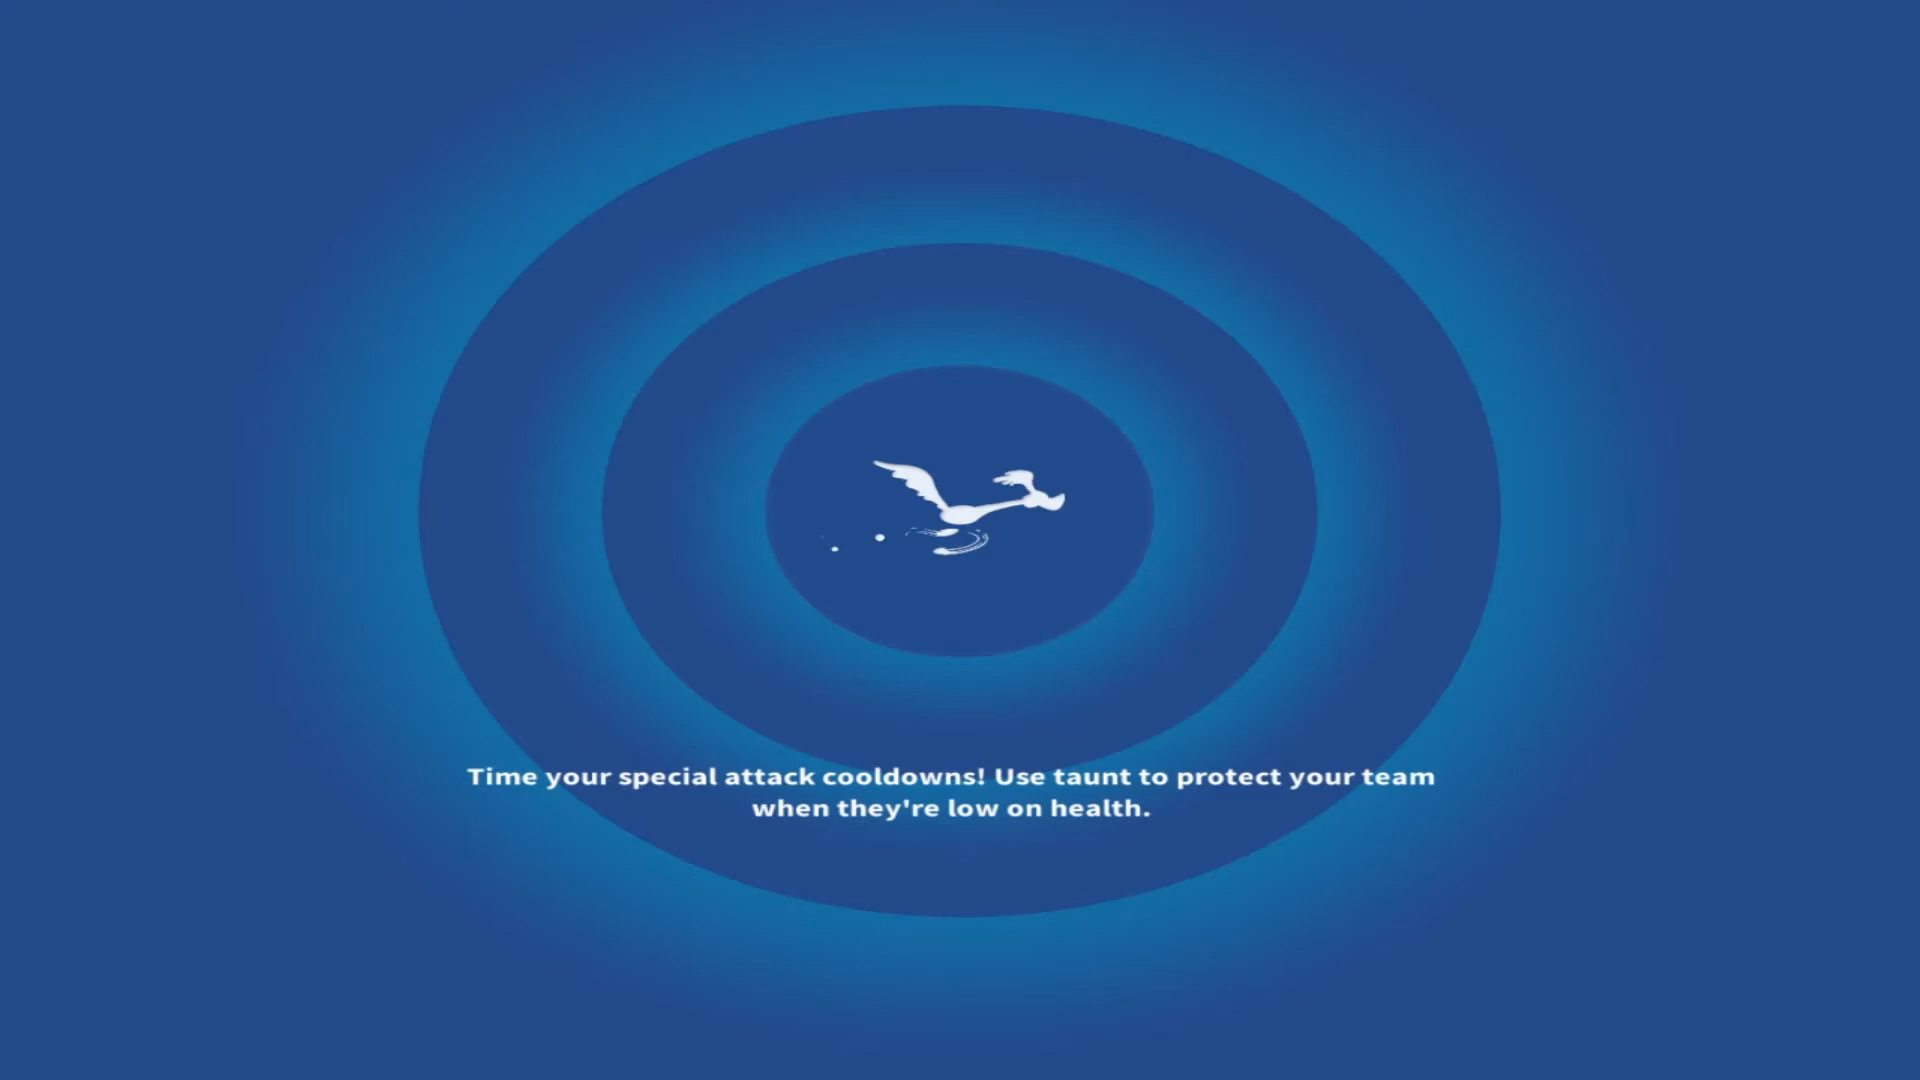 Time your special attack cooldowns! Use taunt to protect your team
when they're low on health.